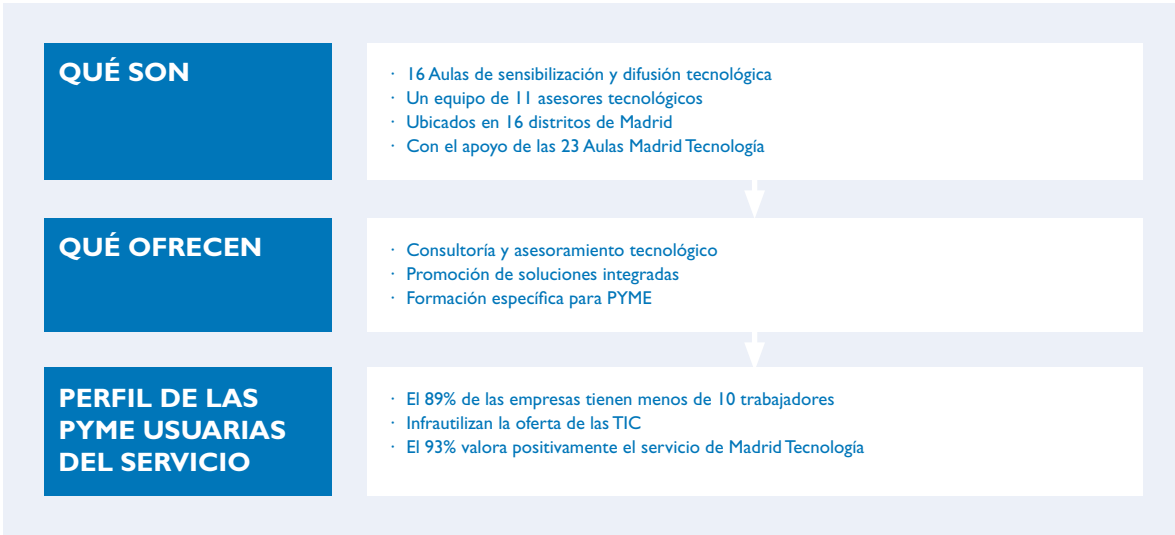 QUÉ SON
· 16 Aulas de sensibilización y difusión tecnológica
· Un equipo de 11 asesores tecnológicos
· Ubicados en 16 distritos de Madrid
· Con el apoyo de las 23 Aulas Madrid Tecnología
QUÉ OFRECEN
· Consultoría y asesoramiento tecnológico
· Promoción de soluciones integradas
· Formación específica para PYME
PERFIL DE LAS
PYME USUARIAS
DEL SERVICIO
· El 89% de las empresas tienen menos de 10 trabajadores
· Infrautilizan la oferta de las TIC
· El 93% valora positivamente el servicio de Madrid Tecnología